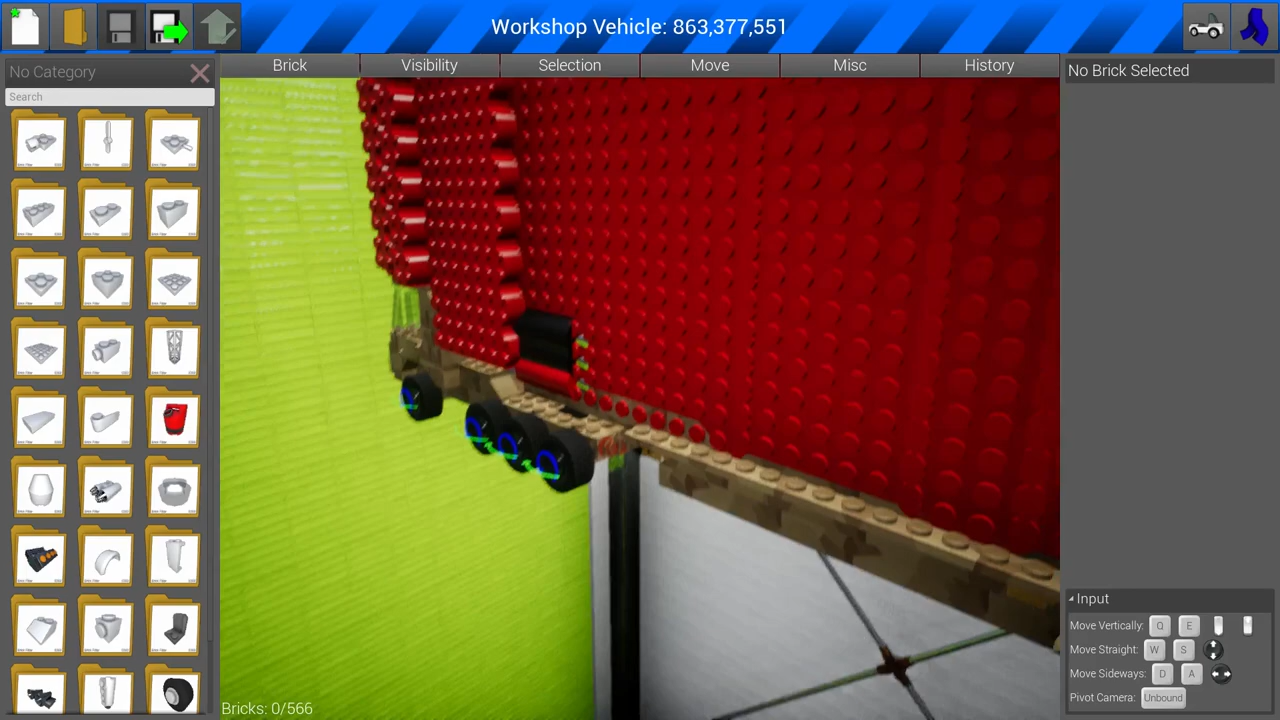 Workshop Vehicle: 863,377,551
No Category
Search
Brick
Visibility
Selection
Move
Misc
History
No Brick Selected
Bricks: 0/566
Input
Move Vertically: Q E
Move Straight: W S
Move Sideways: D A
Pivot Camera: Unbound